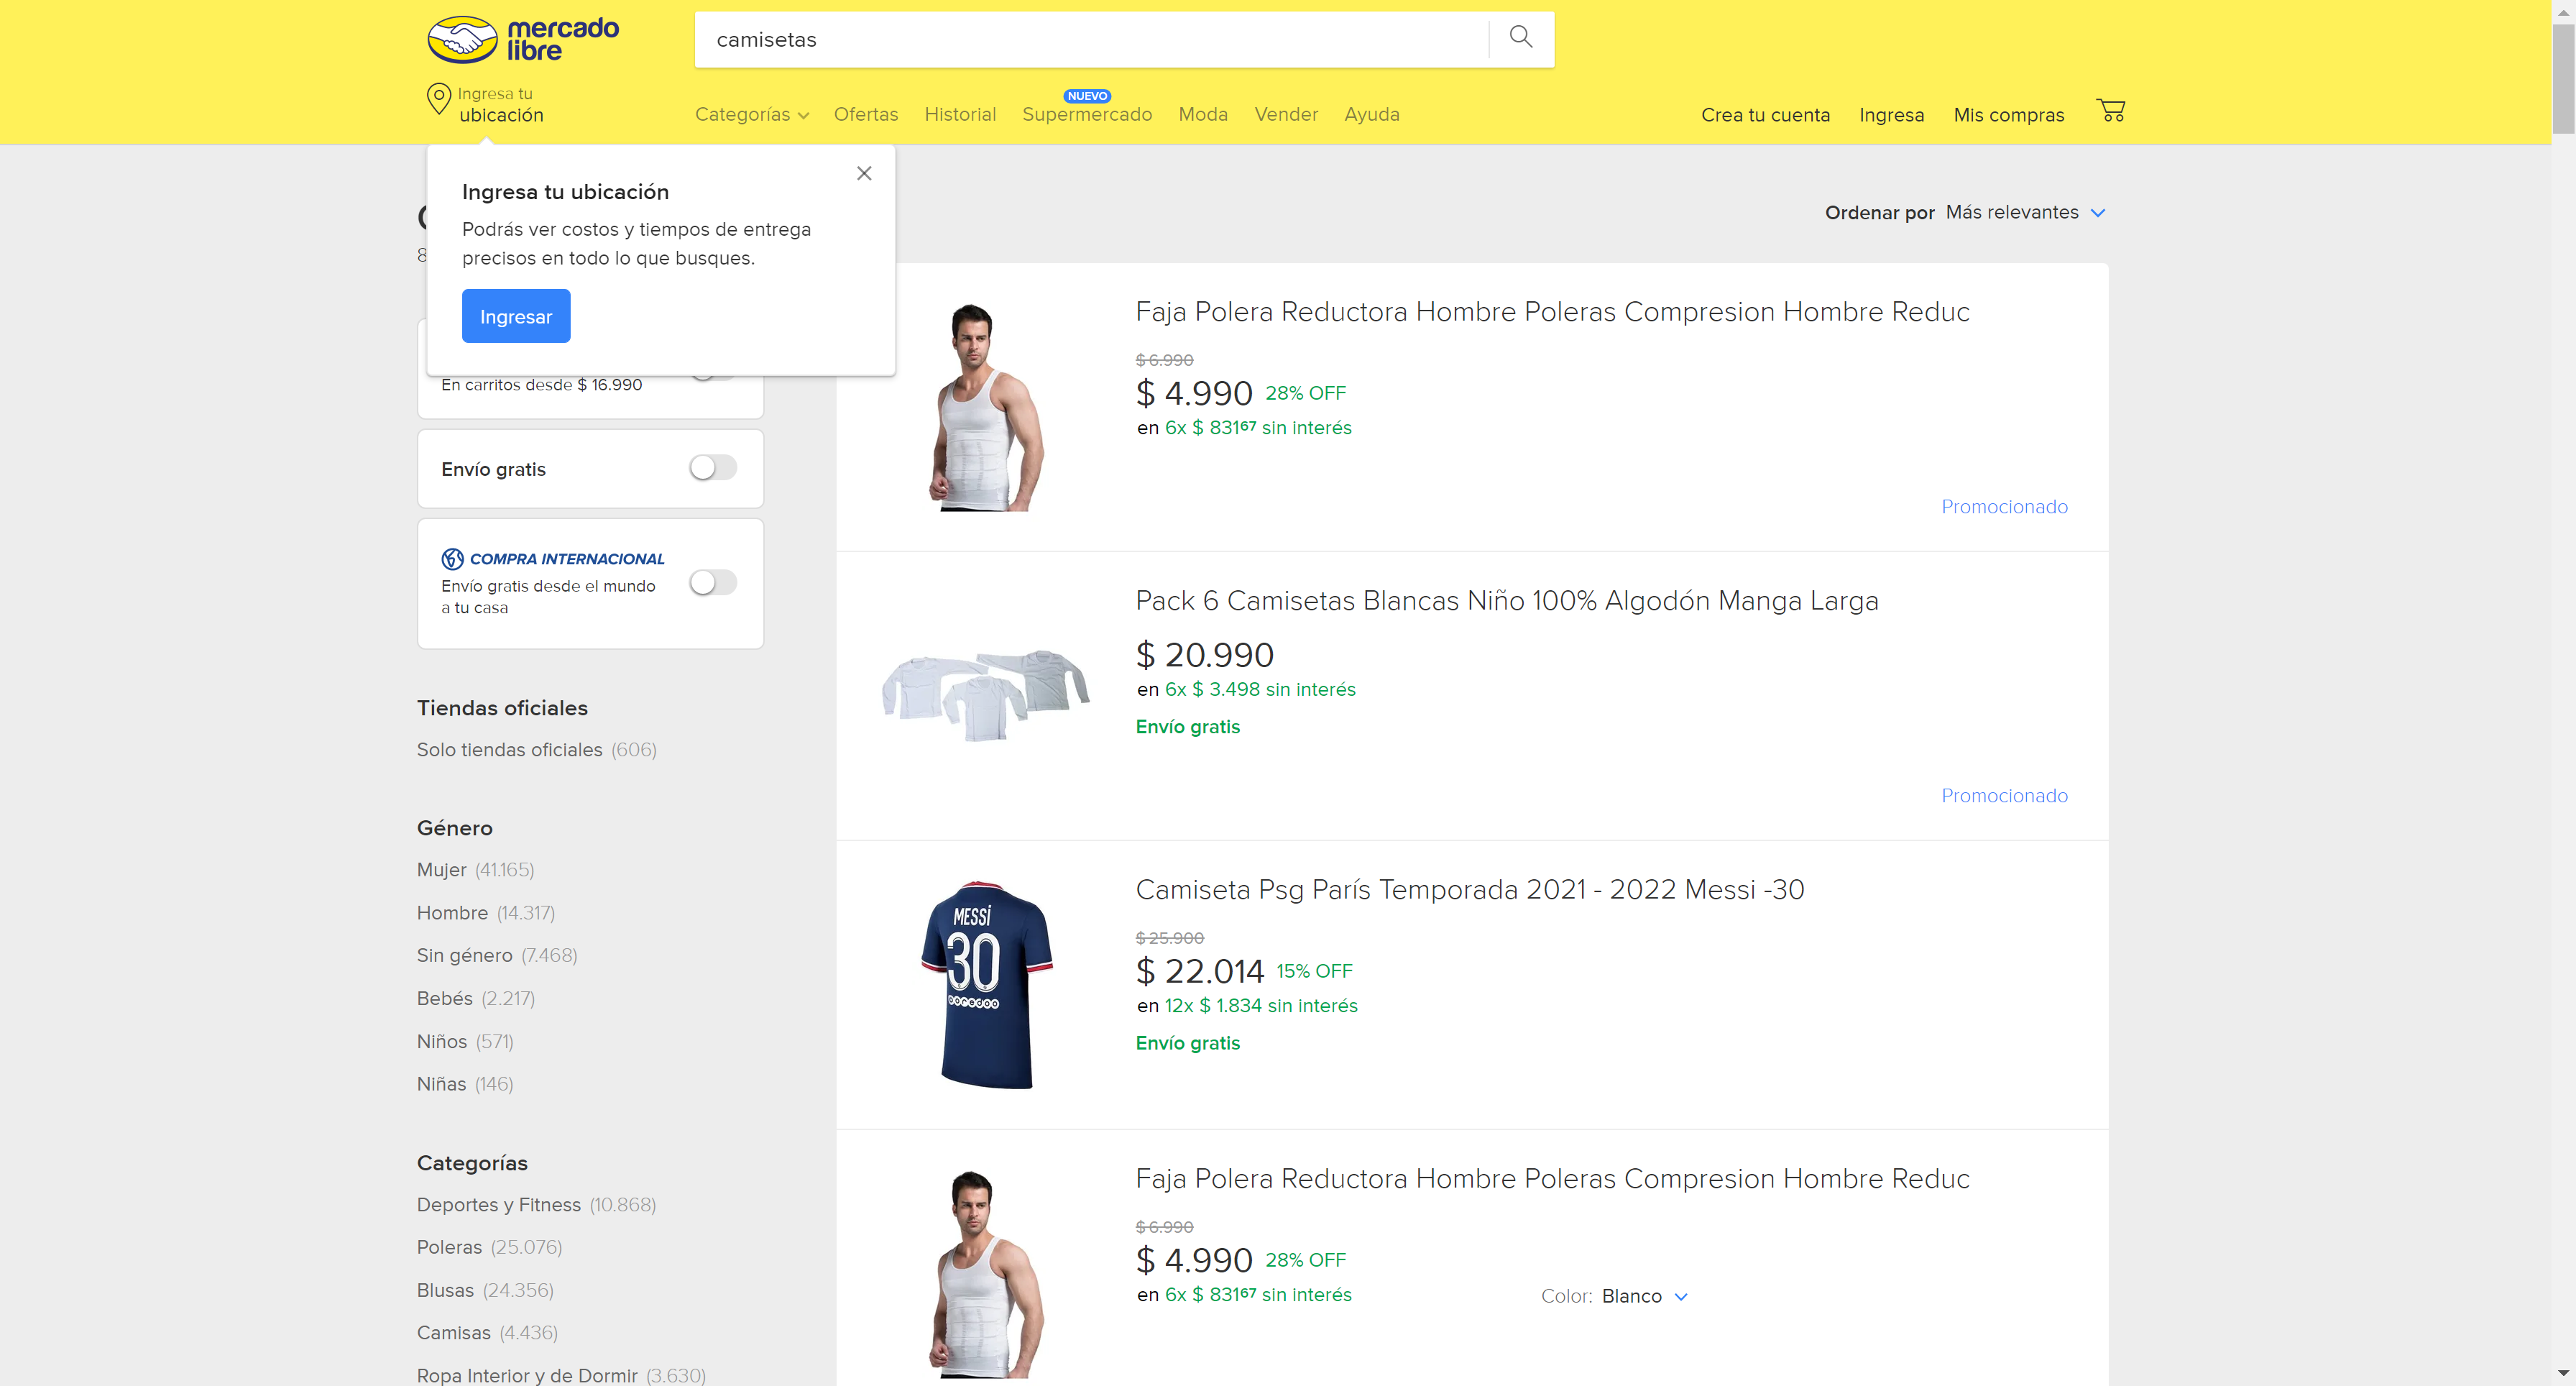 mercado
libre
camisetas
Ingresa tu
ubicación
Categorías
Ofertas
Historial
NUEVO
Supermercado
Moda
Vender
Ayuda
Crea tu cuenta
Ingresa
Mis compras
Ingresa tu ubicación
Podrás ver costos y tiempos de entrega
precisos en todo lo que busques.
Ingresar
Ordenar por Más relevantes
En carritos desde $ 16.990
Envío gratis
COMPRA INTERNACIONAL
Envío gratis desde el mundo
a tu casa
Tiendas oficiales
Solo tiendas oficiales (606)
Género
Mujer (41.165)
Hombre (14.317)
Sin género (7.468)
Bebés (2.217)
Niños (571)
Niñas (146)
Categorías
Deportes y Fitness (10.868)
Poleras (25.076)
Blusas (24.356)
Camisas (4.436)
Ropa Interior y de Dormir (3.630)
Faja Polera Reductora Hombre Poleras Compresion Hombre Reduc
$ 6.990
$ 4.990 28% OFF
en 6x $ 831⁶⁷ sin interés
Promocionado
Pack 6 Camisetas Blancas Niño 100% Algodón Manga Larga
$ 20.990
en 6x $ 3.498 sin interés
Envío gratis
Promocionado
MESSI
30
ooredoo
Camiseta Psg París Temporada 2021 - 2022 Messi -30
$ 25.900
$ 22.014 15% OFF
en 12x $ 1.834 sin interés
Envío gratis
Faja Polera Reductora Hombre Poleras Compresion Hombre Reduc
$ 6.990
$ 4.990 28% OFF
en 6x $ 831⁶⁷ sin interés
Color: Blanco